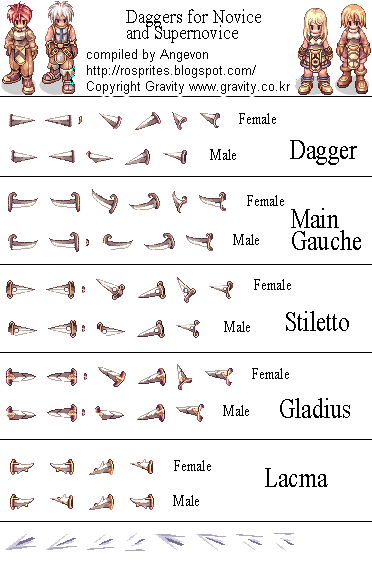 Daggers for Novice
and Supernovice
compiled by Angevon
http://rosprites.blogspot.com/
Copyright Gravity www.gravity.co.kr
Female
Dagger
Male
Female
Main
Gauche
Male
Female
Stiletto
Male
Female
Gladius
Male
Female
Lacma
Male